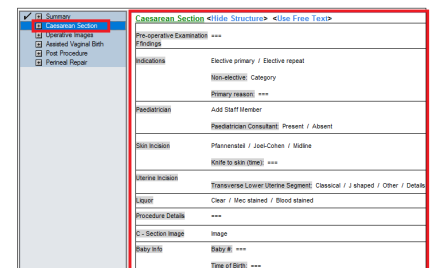 Summary
Caesarean Section
Operative Images
Assisted Vaginal Birth
Post Procedure
Perineal Repair
Caesarean Section <Hide Structure> <Use Free Text>
Pre-operative Examination ===
Ffindings
Indications Elective primary / Elective repeat
Non-elective: Category
Primary reason: ===
Paediatrician Add Staff Member
Paediatrician Consultant: Present / Absent
Skin Incision Pfannensteil / Joel-Cohen / Midline
Knife to skin (time): ===
Uterine Incision
Transverse Lower Uterine Segment: Classical / J shaped / Other / Details
Liquor Clear / Mec stained / Blood stained
Procedure Details ===
C - Section Image Image
Baby Info Baby #: ===
Time of Birth: ===